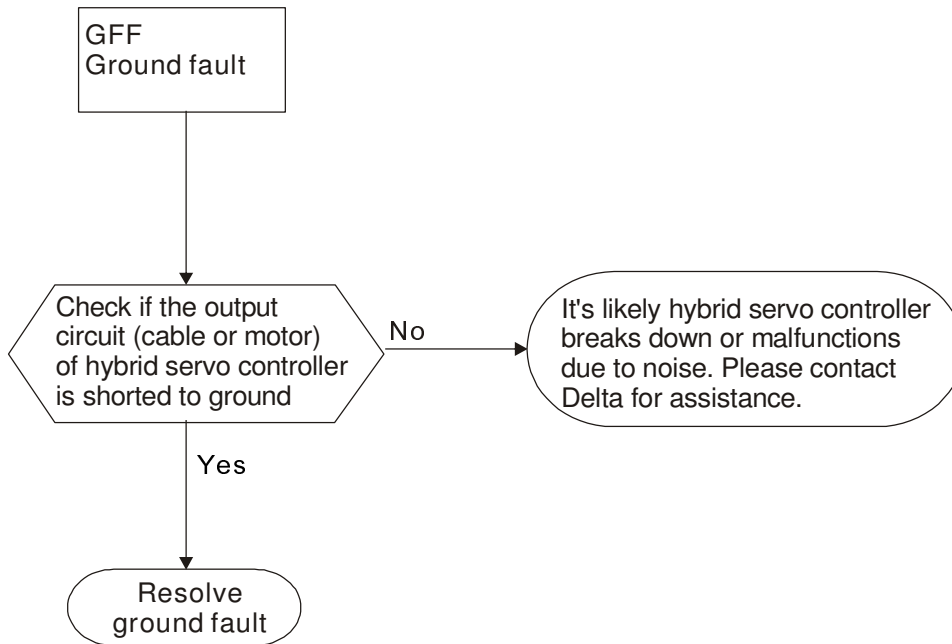 GFF
Ground fault
Check if the output
circuit (cable or motor)
of hybrid servo controller
is shorted to ground
No
It's likely hybrid servo controller
breaks down or malfunctions
due to noise. Please contact
Delta for assistance.
Yes
Resolve
ground fault